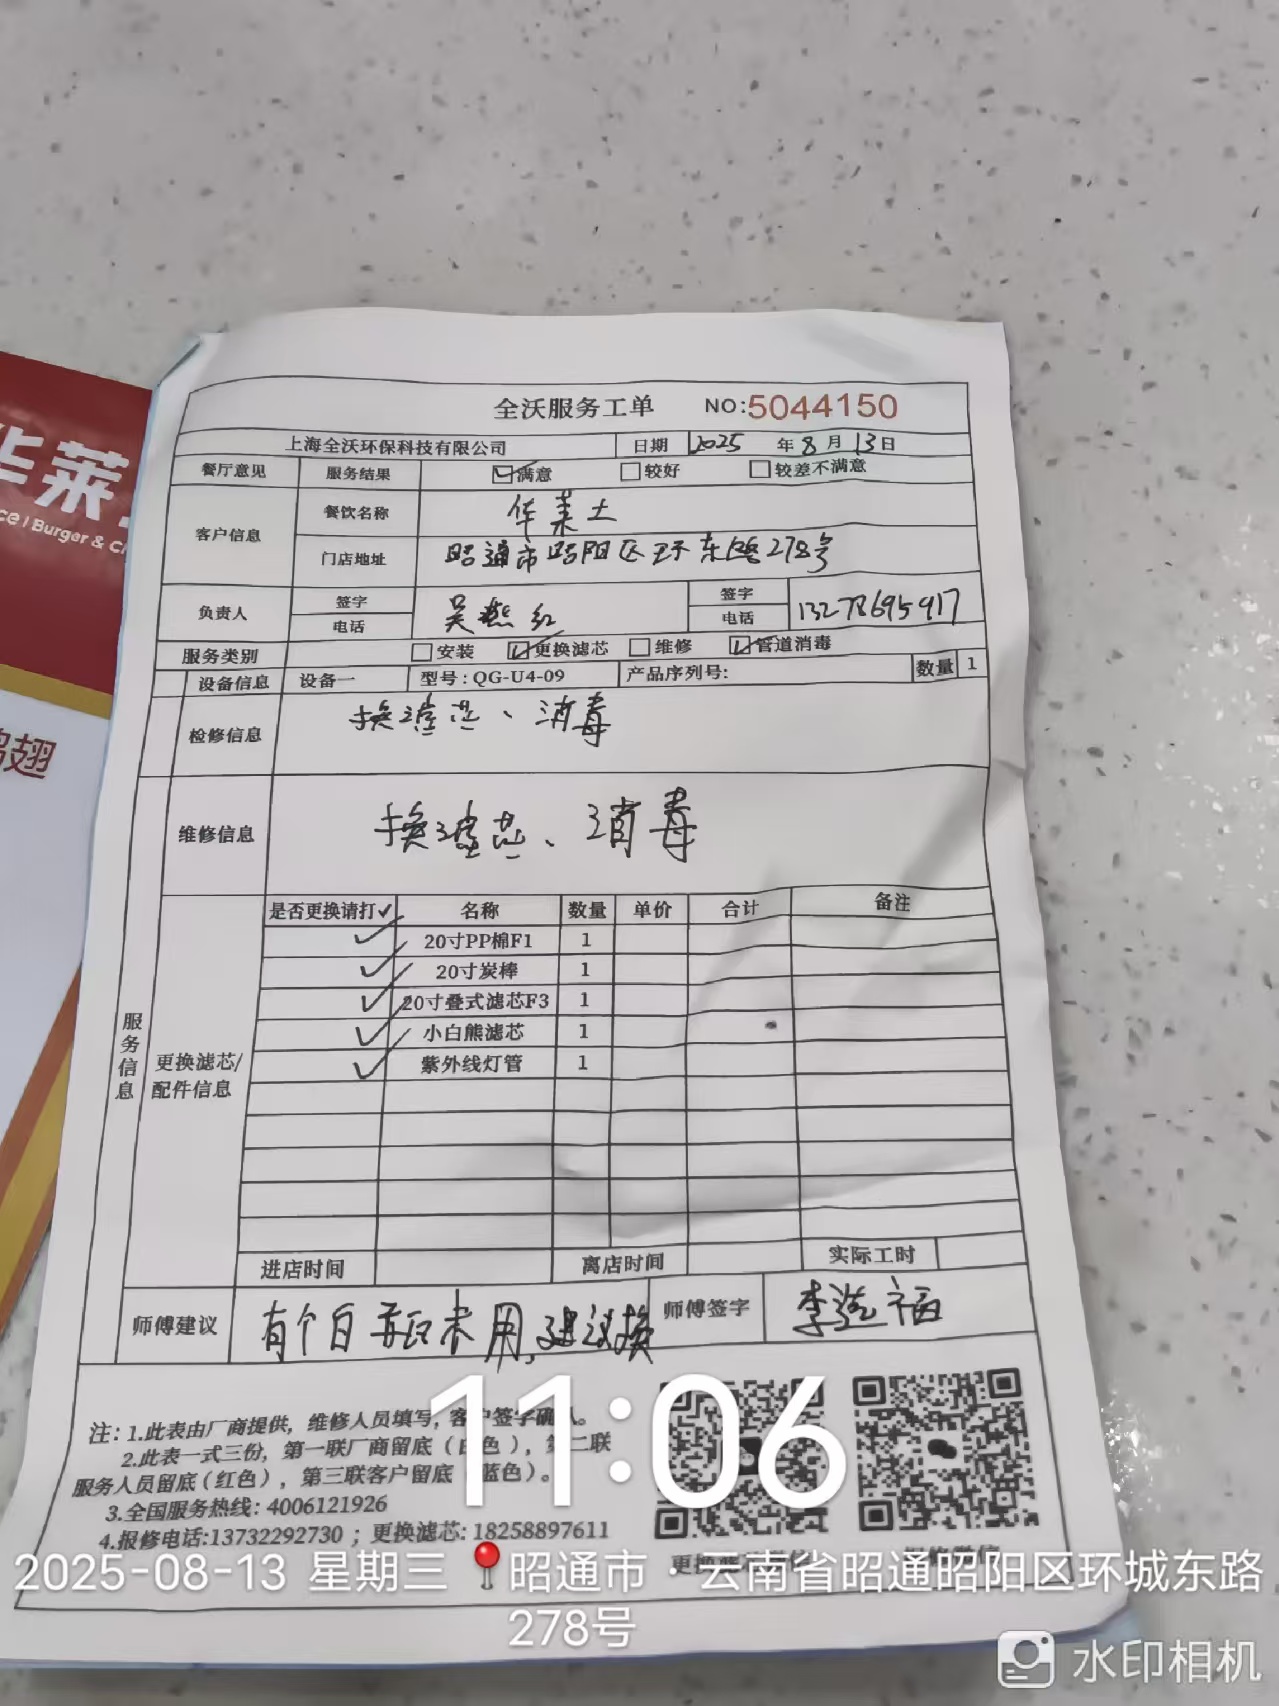 华莱
Burger & C
翅
全沃服务工单 NO:5044150
上海全沃环保科技有限公司 日期 2025 年 8 月 13 日
餐厅意见 服务结果 满意 较好 较差不满意
客户信息 餐饮名称 华莱士
门店地址 昭通市昭阳区环东路278号
负责人 签字 吴燕红 签字
电话 电话 13278695917
服务类别 安装 更换滤芯 维修 管道消毒
设备信息 设备一 型号:QG-U4-09 产品序列号: 数量 1
检修信息 换滤芯、消毒
维修信息 换滤芯、消毒
服务信息
更换滤芯/配件信息
是否更换请打✓ 名称 数量 单价 合计 备注
✓ 20寸PP棉F1 1
✓ 20寸炭棒 1
✓ 20寸叠式滤芯F3 1
✓ 小白熊滤芯 1
✓ 紫外线灯管 1
进店时间 离店时间 实际工时
师傅建议 有个自 未用,建议换 师傅签字 李 福
注:1.此表由厂商提供,维修人员填写,客户签字确 。
2.此表一式三份,第一联厂商留底(白色),第二联
服务人员留底(红色),第三联客户留底(蓝色)。
3.全国服务热线:4006121926
4.报修电话:13732292730;更换滤芯:18258897611
11:06
2025-08-13 星期三 昭通市·云南省昭通昭阳区环城东路
278号
水印相机